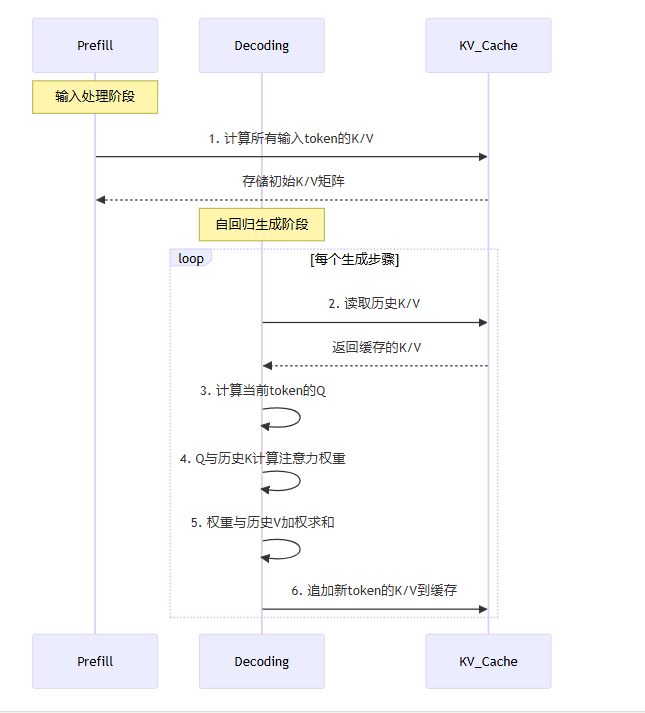 Prefill
Decoding
KV_Cache
输入处理阶段
1. 计算所有输入token的K/V
存储初始K/V矩阵
自回归生成阶段
loop
[每个生成步骤]
2. 读取历史K/V
返回缓存的K/V
3. 计算当前token的Q
4. Q与历史K计算注意力权重
5. 权重与历史V加权求和
6. 追加新token的K/V到缓存
Prefill
Decoding
KV_Cache